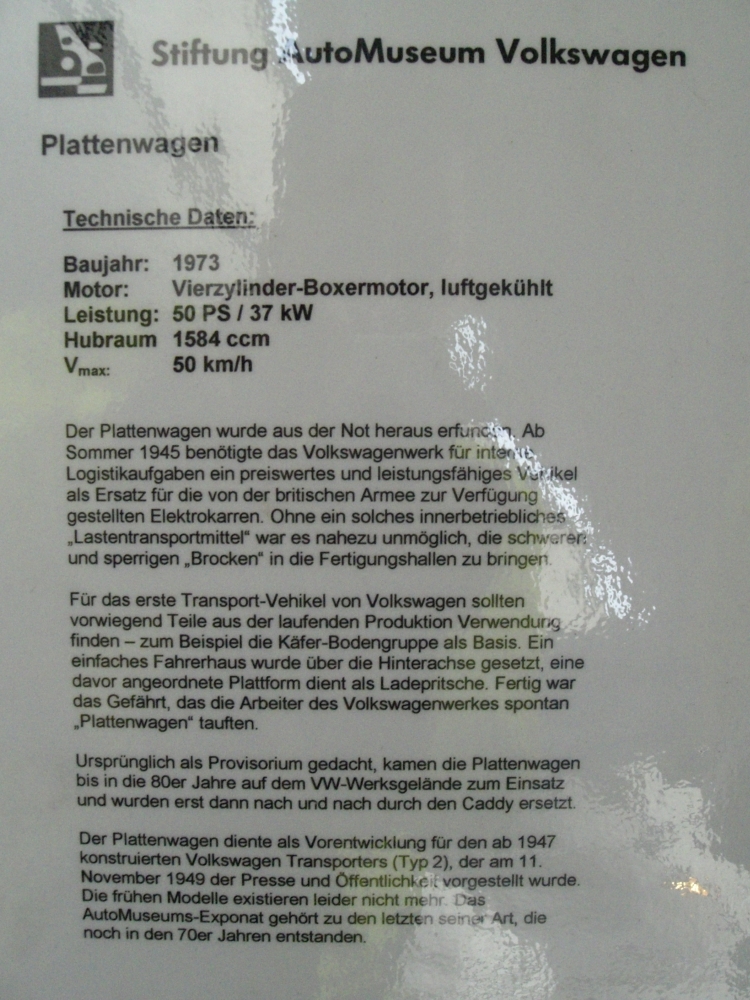 Stiftung AutoMuseum Volkswagen
Plattenwagen
Technische Daten:
Baujahr: 1973
Motor: Vierzylinder-Boxermotor, luftgekühlt
Leistung: 50 PS / 37 kW
Hubraum 1584 ccm
Vmax: 50 km/h
Der Plattenwagen wurde aus der Not heraus erfunden. Ab
Sommer 1945 benötigte das Volkswagenwerk für interne
Logistikaufgaben ein preiswertes und leistungsfähiges Vehikel
als Ersatz für die von der britischen Armee zur Verfügung
gestellten Elektrokarren. Ohne ein solches innerbetriebliches
„Lastentransportmittel“ war es nahezu unmöglich, die schweren
und sperrigen „Brocken“ in die Fertigungshallen zu bringen.
Für das erste Transport-Vehikel von Volkswagen sollten
vorwiegend Teile aus der laufenden Produktion Verwendung
finden – zum Beispiel die Käfer-Bodengruppe als Basis. Ein
einfaches Fahrerhaus wurde über die Hinterachse gesetzt, eine
davor angeordnete Plattform dient als Ladepritsche. Fertig war
das Gefährt, das die Arbeiter des Volkswagenwerkes spontan
„Plattenwagen“ tauften.
Ursprünglich als Provisorium gedacht, kamen die Plattenwagen
bis in die 80er Jahre auf dem VW-Werksgelände zum Einsatz
und wurden erst dann nach und nach durch den Caddy ersetzt.
Der Plattenwagen diente als Vorentwicklung für den ab 1947
konstruierten Volkswagen Transporters (Typ 2), der am 11.
November 1949 der Presse und Öffentlichkeit vorgestellt wurde.
Die frühen Modelle existieren leider nicht mehr. Das
AutoMuseums-Exponat gehört zu den letzten seiner Art, die
noch in den 70er Jahren entstanden.